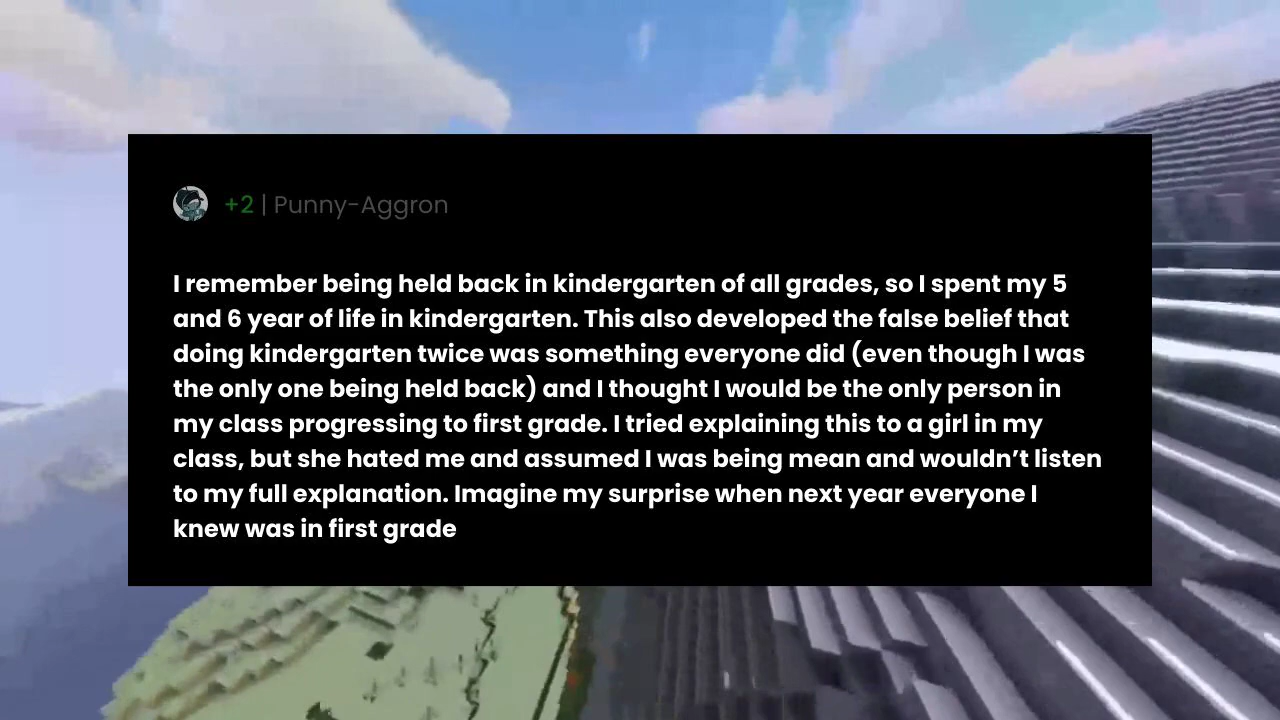 +2 | Punny-Aggron
I remember being held back in kindergarten of all grades, so I spent my 5
and 6 year of life in kindergarten. This also developed the false belief that
doing kindergarten twice was something everyone did (even though I was
the only one being held back) and I thought I would be the only person in
my class progressing to first grade. I tried explaining this to a girl in my
class, but she hated me and assumed I was being mean and wouldn’t listen
to my full explanation. Imagine my surprise when next year everyone I
knew was in first grade